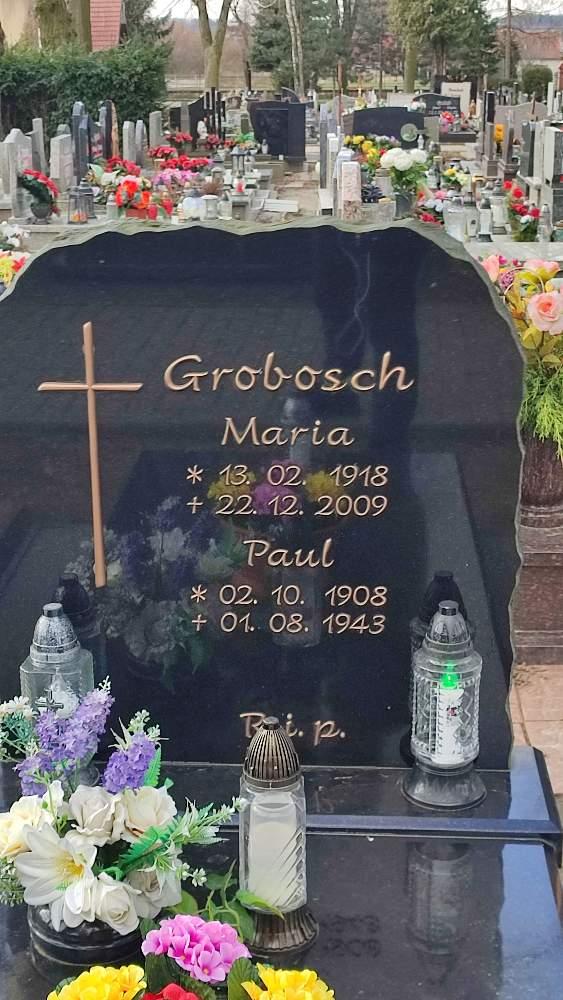 Grobosch
Maria
* 13. 02. 1918
+ 22. 12. 2009
Paul
* 02. 10. 1908
+ 01. 08. 1943
R. i. p.